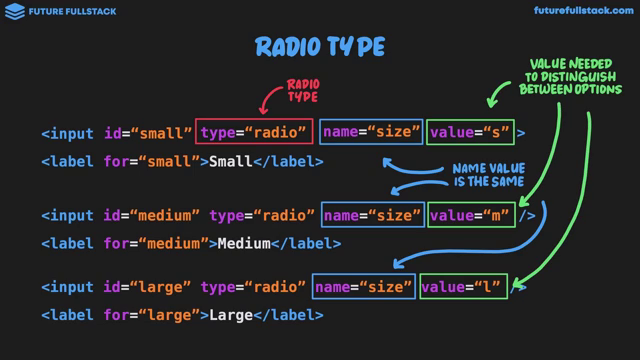 FUTURE FULLSTACK
futurefullstack.com
RADIO TYPE
RADIO
TYPE
VALUE NEEDED
TO DISTINGUISH
BETWEEN OPTIONS
<input id=“small” type=“radio” name=“size” value=“s” >
<label for=“small”>Small</label>
NAME VALUE
IS THE SAME
<input id=“medium” type=“radio” name=“size” value=“m” />
<label for=“medium”>Medium</label>
<input id=“large” type=“radio” name=“size” value=“l” />
<label for=“large”>Large</label>